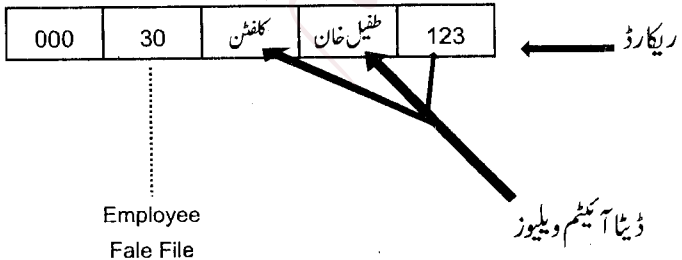 ریکارڈ
123 طفیل خان کلفٹن 30 000
ڈیٹا آئیٹم ویلیوز
Employee
Fale File